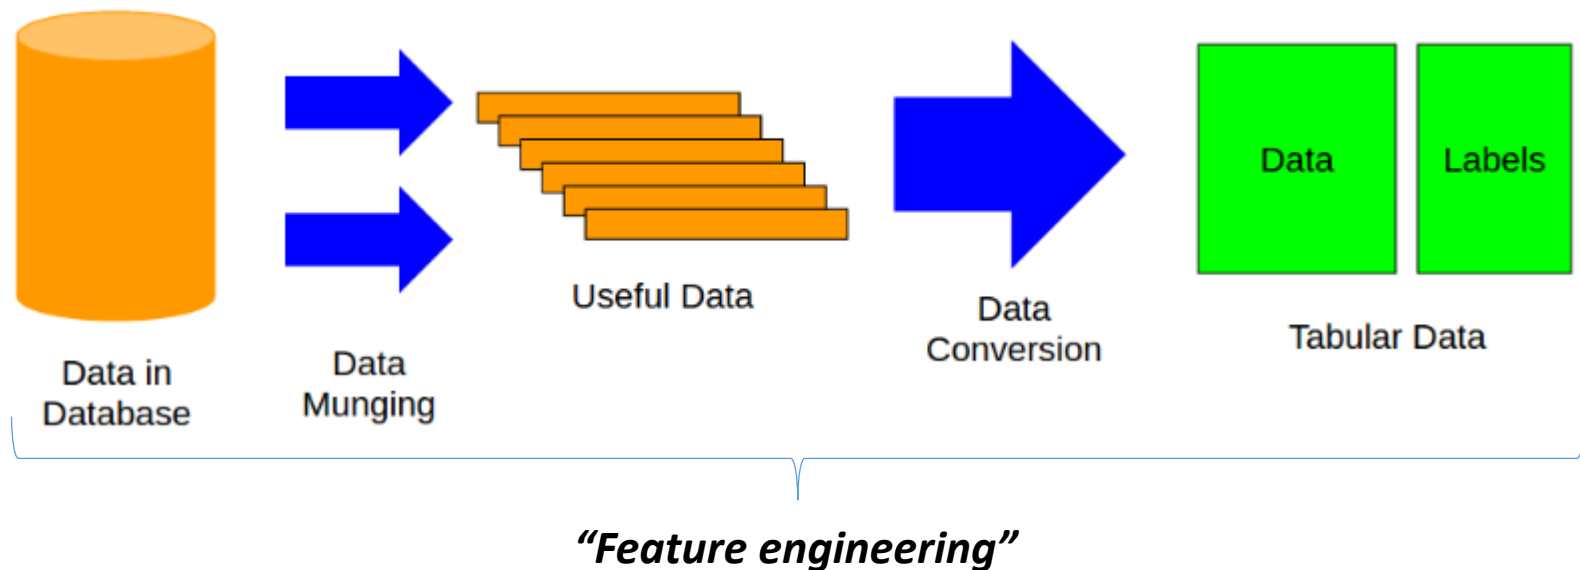 Data in
Database
Data
Munging
Useful Data
Data
Conversion
Data
Labels
Tabular Data
“Feature engineering”